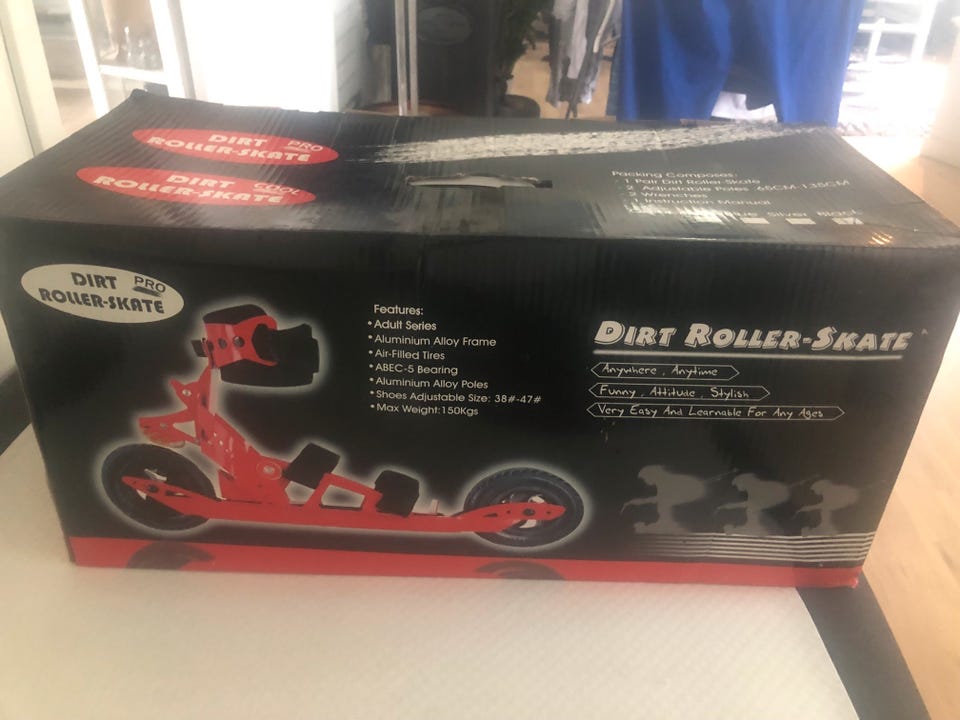 DIRT PRO
ROLLER-SKATE
DIRT COOL
ROLLER-SKATE
Packing Composes:
1 Pair Dirt Roller-Skate
2 Adjustable Poles /65CM-135CM
2 Wrenches
1 Instruction Manual
Silver Black
DIRT PRO
ROLLER-SKATE
Features:
• Adult Series
• Aluminium Alloy Frame
• Air-Filled Tires
• ABEC-5 Bearing
• Aluminium Alloy Poles
• Shoes Adjustable Size: 38#-47#
• Max Weight:150Kgs
DIRT ROLLER-SKATE
Anywhere, Anytime
Funny, Attitude, Stylish
Very Easy And Learnable For Any Ages